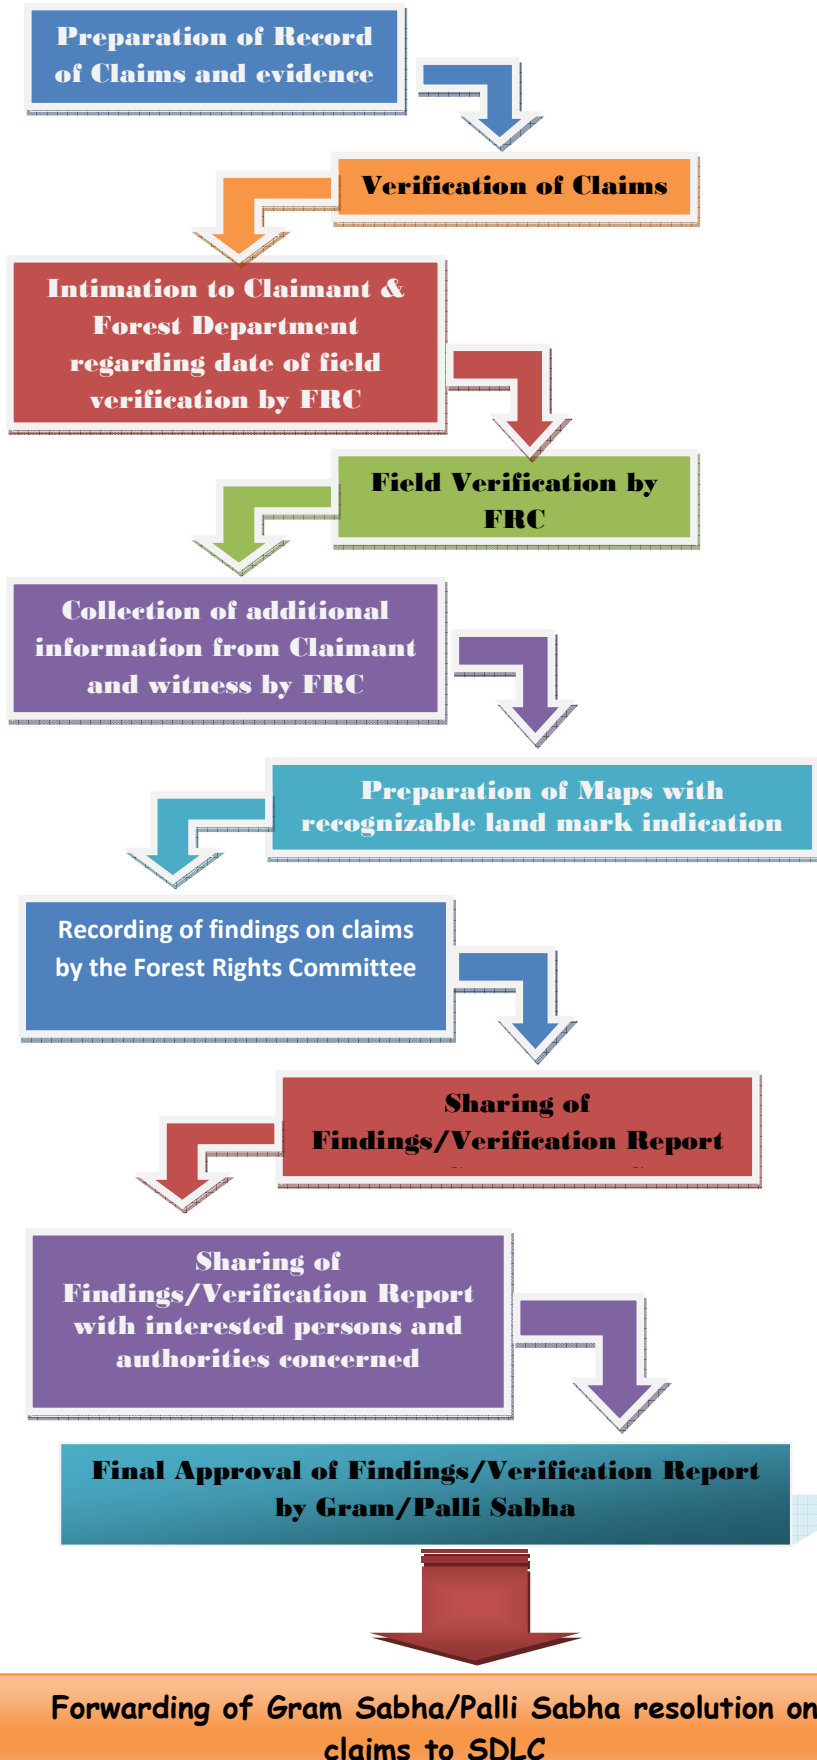 Preparation of Record
of Claims and evidence
Verification of Claims
Intimation to Claimant &
Forest Department
regarding date of field
verification by FRC
Field Verification by
FRC
Collection of additional
information from Claimant
and witness by FRC
Preparation of Maps with
recognizable land mark indication
Recording of findings on claims
by the Forest Rights Committee
Sharing of
Findings/Verification Report
Sharing of
Findings/Verification Report
with interested persons and
authorities concerned
Final Approval of Findings/Verification Report
by Gram/Palli Sabha
Forwarding of Gram Sabha/Palli Sabha resolution on
claims to SDLC